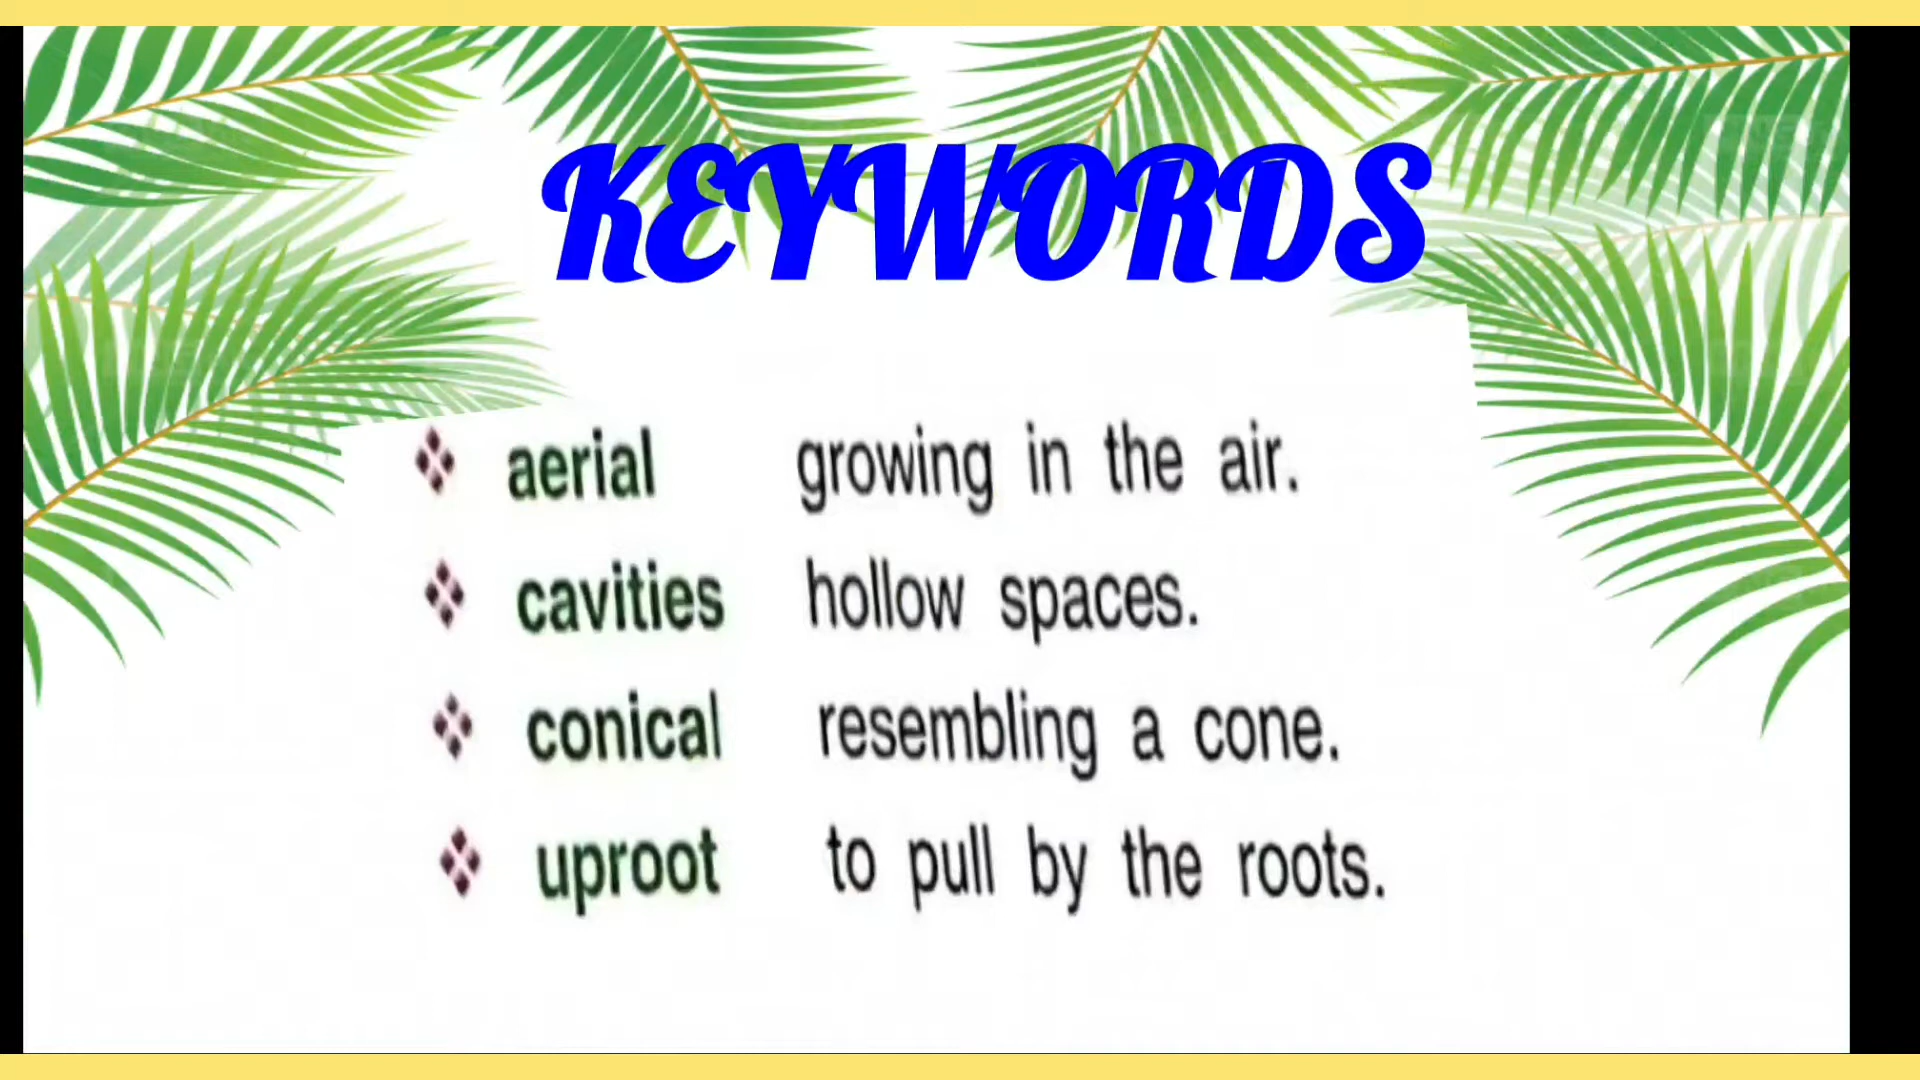 KEYWORDS
❖ aerial growing in the air.
❖ cavities hollow spaces.
❖ conical resembling a cone.
❖ uproot to pull by the roots.